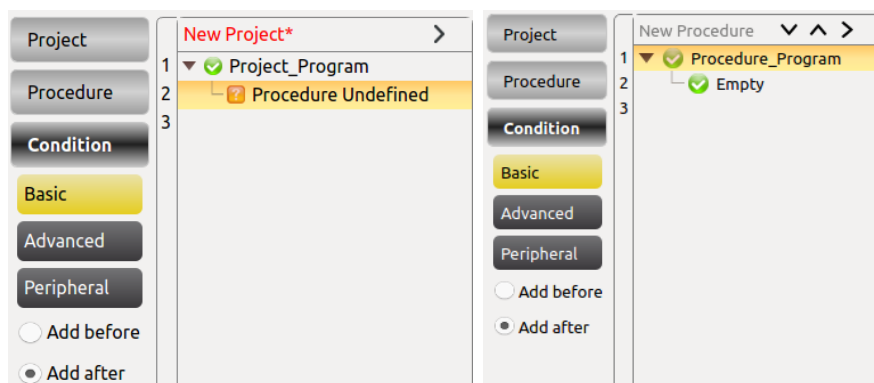 Project
Procedure
Condition
Basic
Advanced
Peripheral
Add before
Add after
New Project*
1 Project_Program
2 Procedure Undefined
3
Project
Procedure
Condition
Basic
Advanced
Peripheral
Add before
Add after
New Procedure
1 Procedure_Program
2 Empty
3